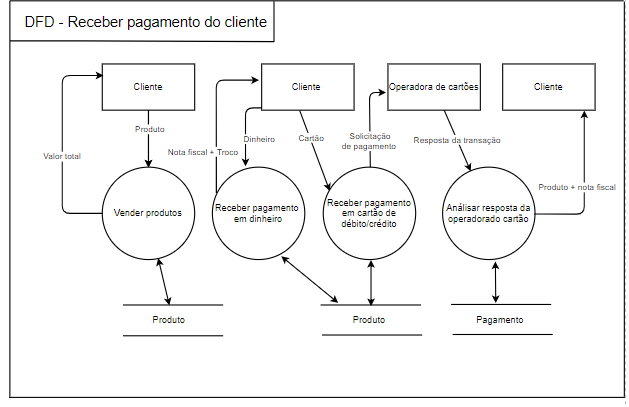 DFD - Receber pagamento do cliente
Cliente
Cliente
Operadora de cartões
Cliente
Produto
Valor total
Nota fiscal + Troco
Dinheiro
Cartão
Solicitação
de pagamento
Resposta da transação
Produto + nota fiscal
Vender produtos
Receber pagamento
em dinheiro
Receber pagamento
em cartão de
débito/crédito
Análisar resposta da
operadorado cartão
Produto
Produto
Pagamento